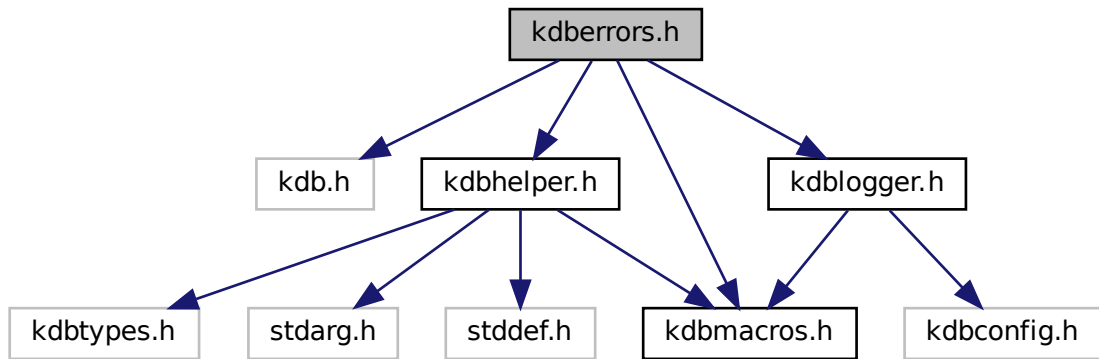 kdberrors.h
kdb.h
kdbhelper.h
kdblogger.h
kdbtypes.h
stdarg.h
stddef.h
kdbmacros.h
kdbconfig.h